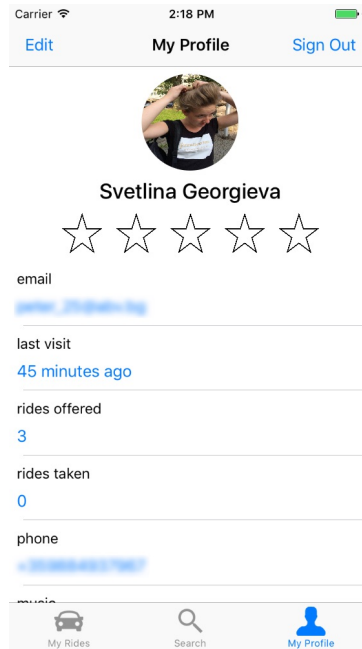 Carrier 2:18 PM
Edit My Profile Sign Out
Svetlina Georgieva
email
last visit
45 minutes ago
rides offered
3
rides taken
0
phone
music
My Rides Search My Profile